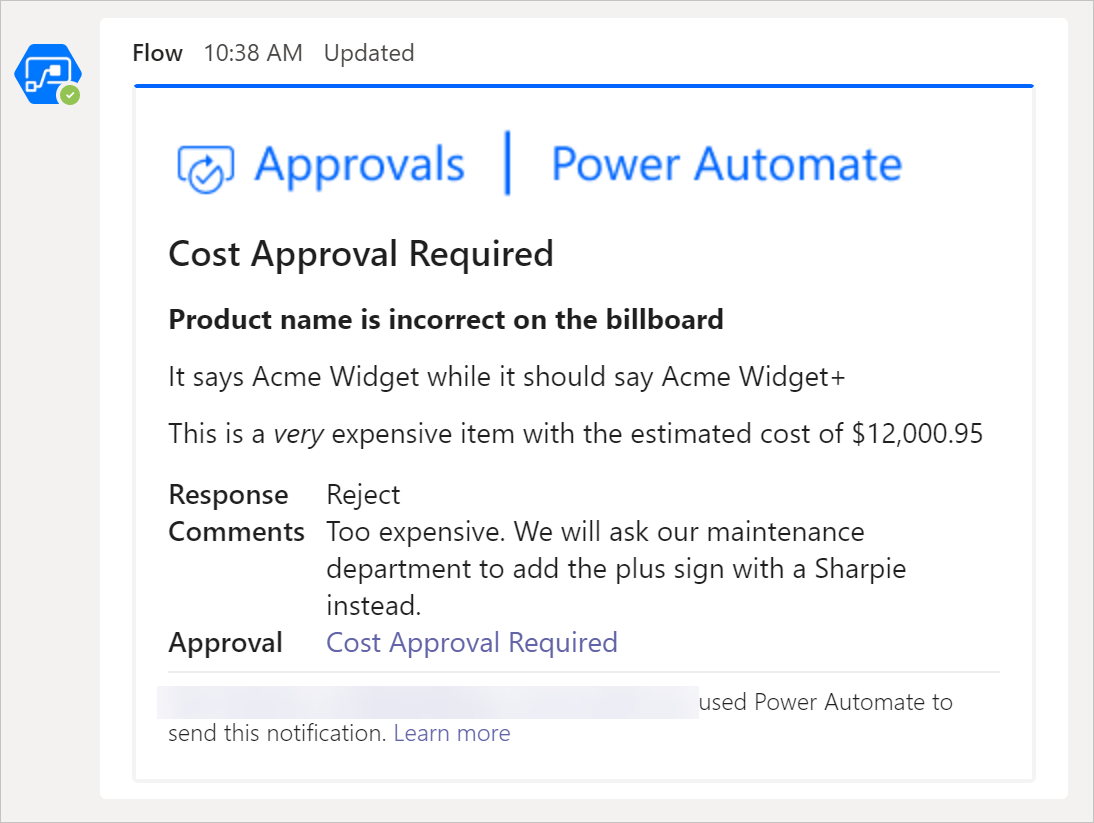 Flow 10:38 AM Updated
Approvals | Power Automate
Cost Approval Required
Product name is incorrect on the billboard
It says Acme Widget while it should say Acme Widget+
This is a very expensive item with the estimated cost of $12,000.95
Response Reject
Comments Too expensive. We will ask our maintenance
department to add the plus sign with a Sharpie
instead.
Approval Cost Approval Required
used Power Automate to
send this notification. Learn more